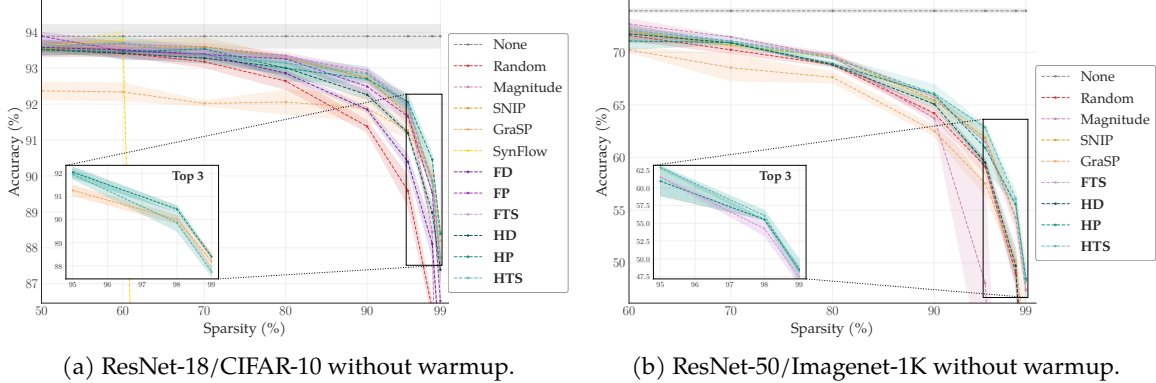 94
93
92
91
90
89
88
87
Accuracy (%)
50
60
70
80
90
99
Sparsity (%)
Top 3
92
91
90
89
88
95
96
97
98
99
None
Random
Magnitude
SNIP
GraSP
SynFlow
FD
FP
FTS
HD
HP
HTS
(a) ResNet-18/CIFAR-10 without warmup.
70
65
60
55
50
Accuracy (%)
60
70
80
90
99
Sparsity (%)
Top 3
62.5
60.0
57.5
55.0
52.5
50.0
47.5
95
96
97
98
99
None
Random
Magnitude
SNIP
GraSP
FTS
HD
HP
HTS
(b) ResNet-50/Imagenet-1K without warmup.